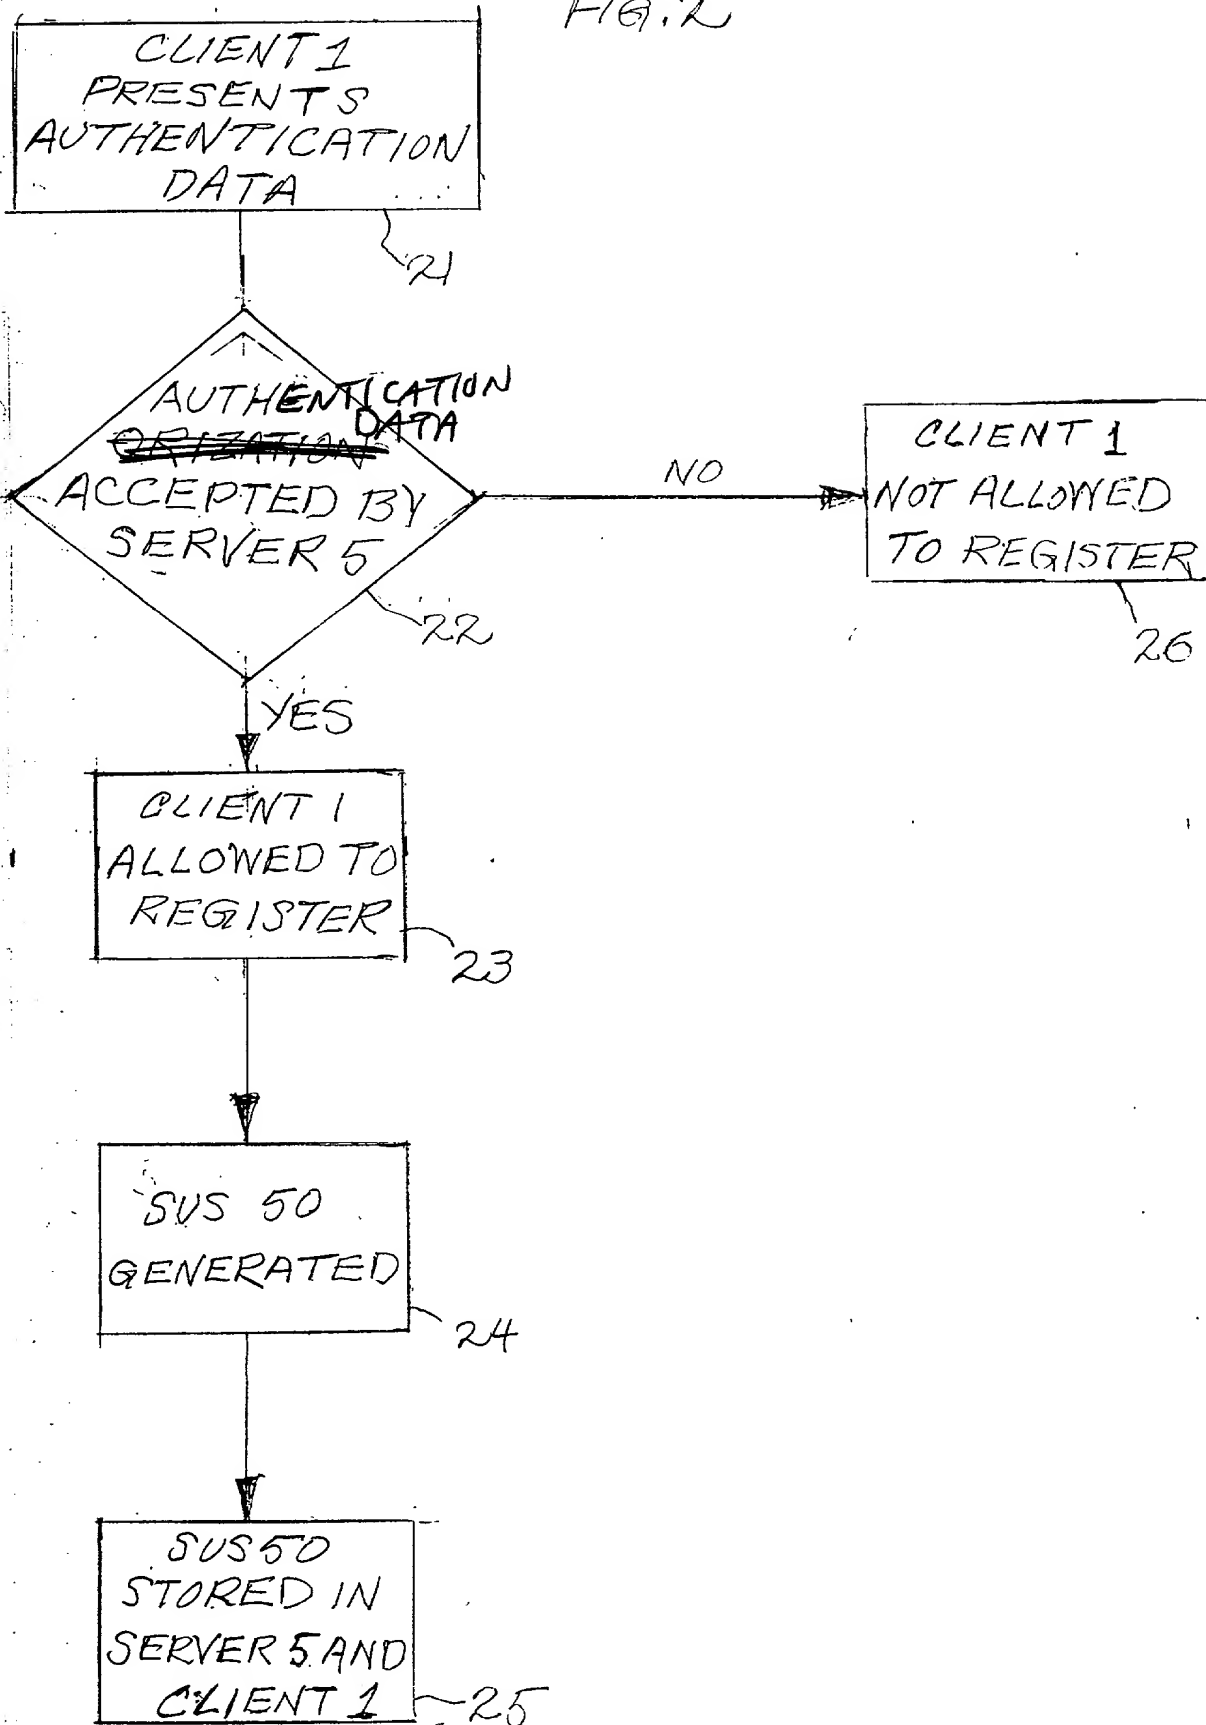 FIG. 2
CLIENT 1
PRESENTS
AUTHENTICATION
DATA
21
AUTHENTICATION
DATA
ORIZATION
ACCEPTED BY
SERVER 5
22
NO
CLIENT 1
NOT ALLOWED
TO REGISTER
26
YES
CLIENT 1
ALLOWED TO
REGISTER
23
SUS 50
GENERATED
24
SUS 50
STORED IN
SERVER 5 AND
CLIENT 1
25